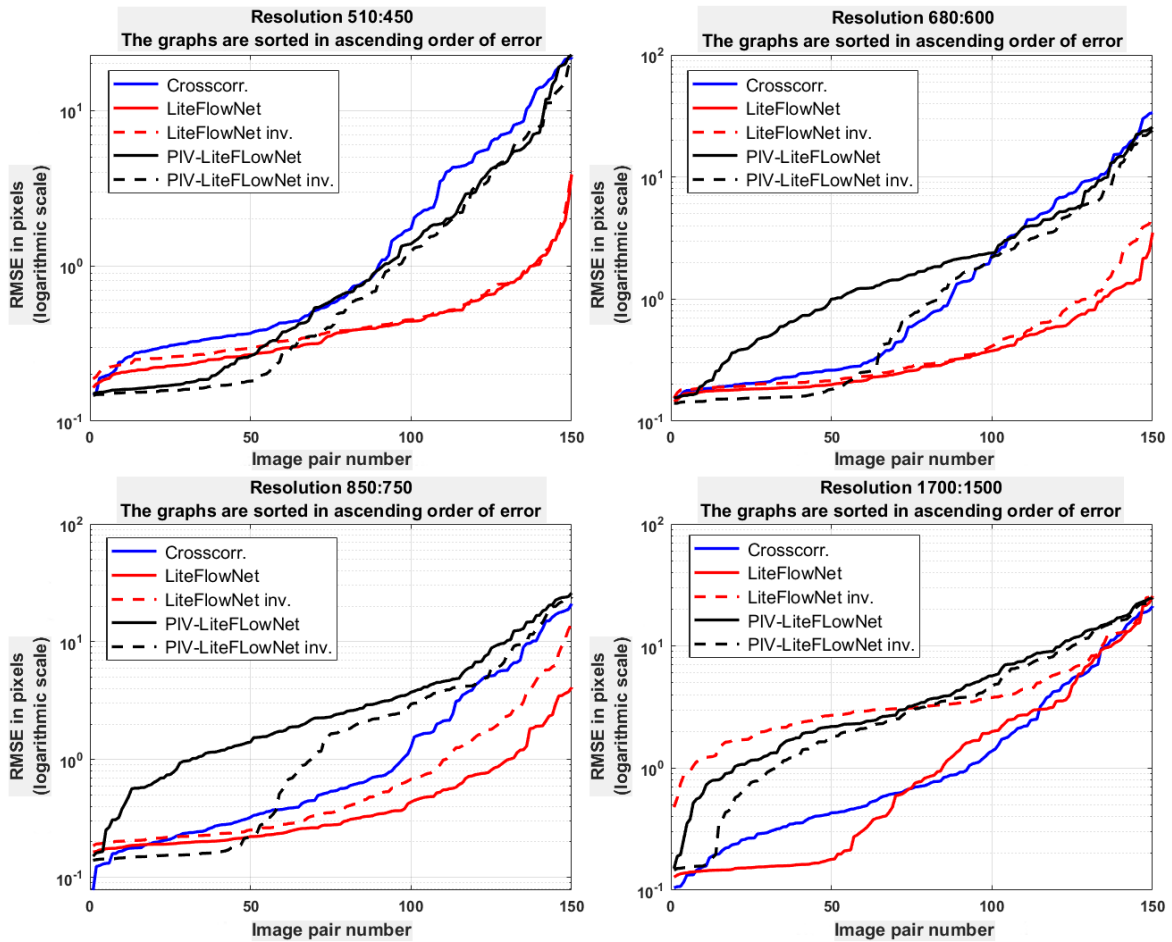 Resolution 510:450
The graphs are sorted in ascending order of error
Crosscorr.
LiteFlowNet
LiteFlowNet inv.
PIV-LiteFLowNet
PIV-LiteFLowNet inv.
RMSE in pixels
(logarithmic scale)
10^1
10^0
10^-1
0
50
100
150
Image pair number
Resolution 680:600
The graphs are sorted in ascending order of error
Crosscorr.
LiteFlowNet
LiteFlowNet inv.
PIV-LiteFLowNet
PIV-LiteFLowNet inv.
RMSE in pixels
(logarithmic scale)
10^2
10^1
10^0
10^-1
0
50
100
150
Image pair number
Resolution 850:750
The graphs are sorted in ascending order of error
Crosscorr.
LiteFlowNet
LiteFlowNet inv.
PIV-LiteFLowNet
PIV-LiteFLowNet inv.
RMSE in pixels
(logarithmic scale)
10^2
10^1
10^0
10^-1
0
50
100
150
Image pair number
Resolution 1700:1500
The graphs are sorted in ascending order of error
Crosscorr.
LiteFlowNet
LiteFlowNet inv.
PIV-LiteFLowNet
PIV-LiteFLowNet inv.
RMSE in pixels
(logarithmic scale)
10^2
10^1
10^0
10^-1
0
50
100
150
Image pair number